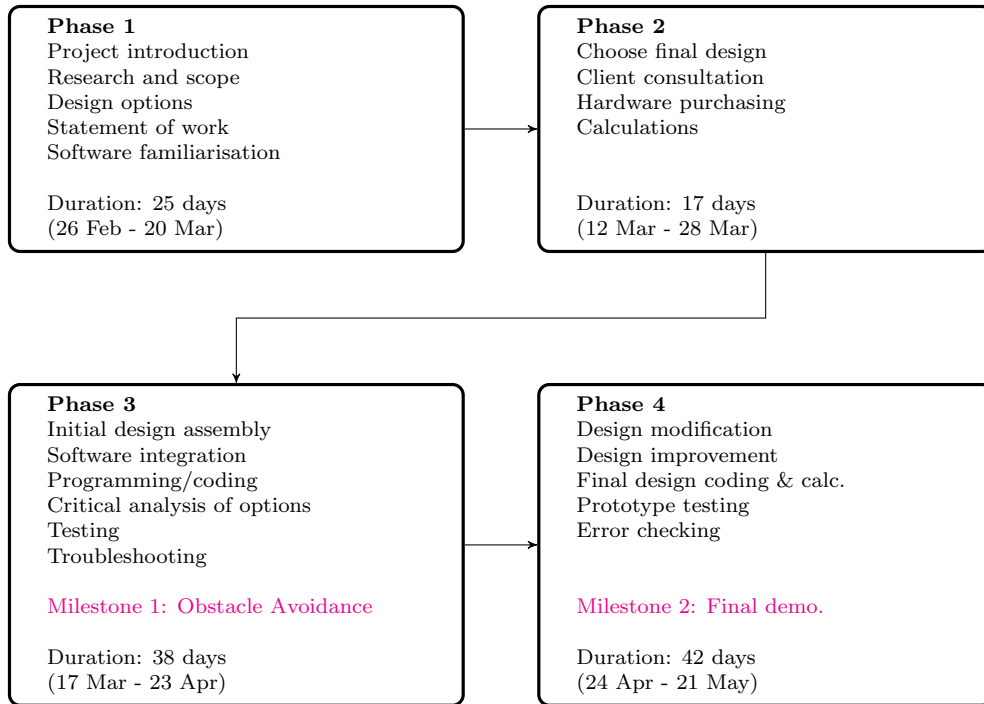 Phase 1
Project introduction
Research and scope
Design options
Statement of work
Software familiarisation
Duration: 25 days
(26 Feb - 20 Mar)
Phase 2
Choose final design
Client consultation
Hardware purchasing
Calculations
Duration: 17 days
(12 Mar - 28 Mar)
Phase 3
Initial design assembly
Software integration
Programming/coding
Critical analysis of options
Testing
Troubleshooting
Milestone 1: Obstacle Avoidance
Duration: 38 days
(17 Mar - 23 Apr)
Phase 4
Design modification
Design improvement
Final design coding & calc.
Prototype testing
Error checking
Milestone 2: Final demo.
Duration: 42 days
(24 Apr - 21 May)